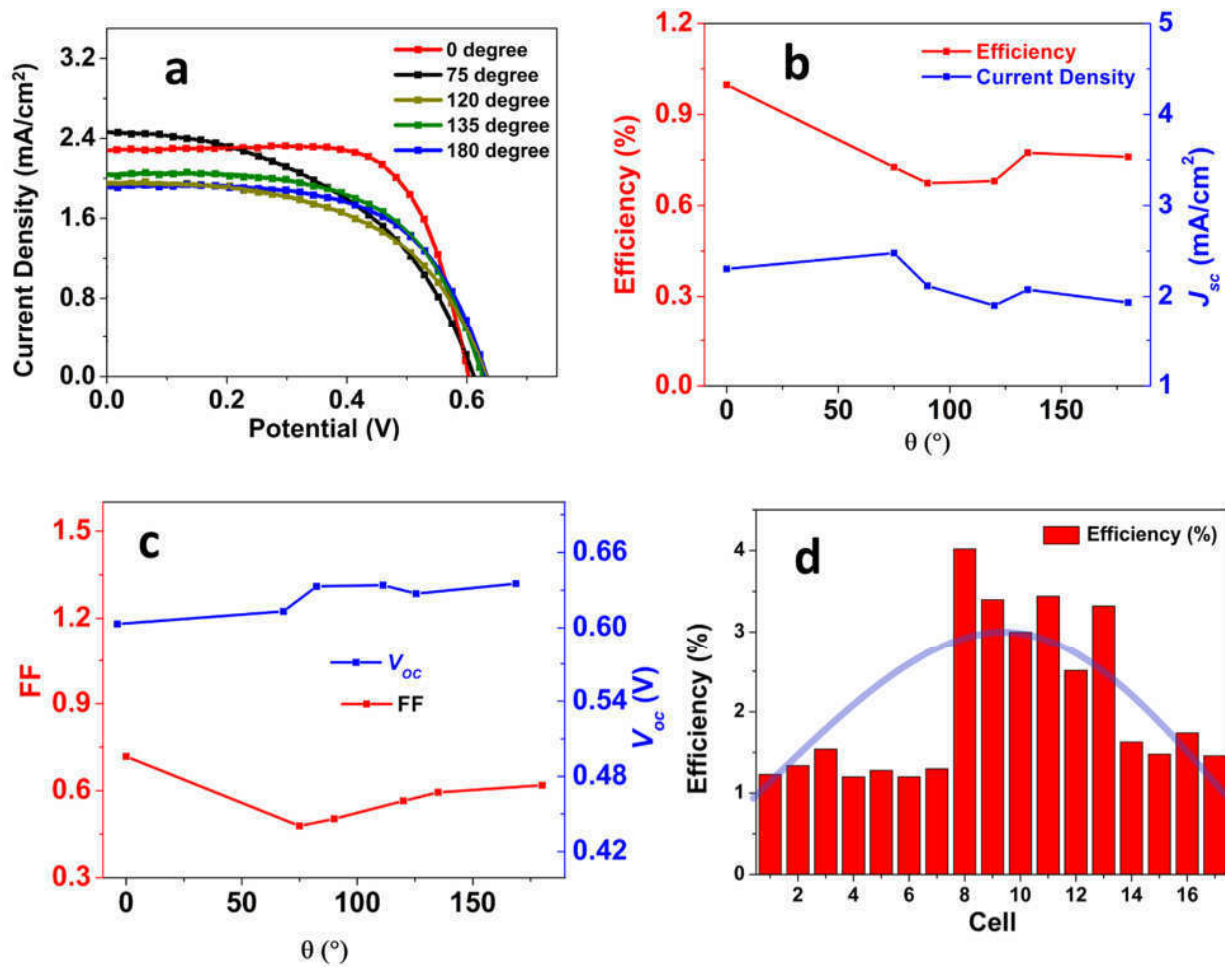 a
0 degree
75 degree
120 degree
135 degree
180 degree
3.2
2.4
1.6
0.8
0.0
Current Density (mA/cm²)
0.0 0.2 0.4 0.6
Potential (V)
b
Efficiency
Current Density
1.2
0.9
0.6
0.3
0.0
Efficiency (%)
5
4
3
2
1
Jsc (mA/cm²)
0 50 100 150
θ (°)
c
Voc
FF
1.5
1.2
0.9
0.6
0.3
FF
0.66
0.60
0.54
0.48
0.42
Voc (V)
0 50 100 150
θ (°)
d
Efficiency (%)
4
3
2
1
0
Efficiency (%)
2 4 6 8 10 12 14 16
Cell